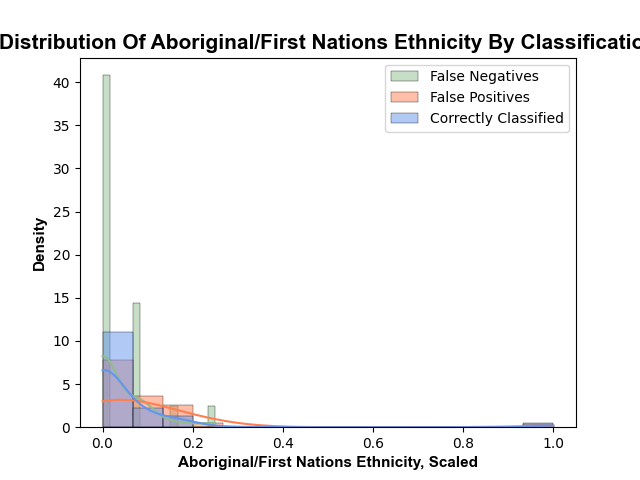 Distribution Of Aboriginal/First Nations Ethnicity By Classificatio
False Negatives
False Positives
Correctly Classified
40
35
30
25
20
15
10
5
0
Density
0.0 0.2 0.4 0.6 0.8 1.0
Aboriginal/First Nations Ethnicity, Scaled